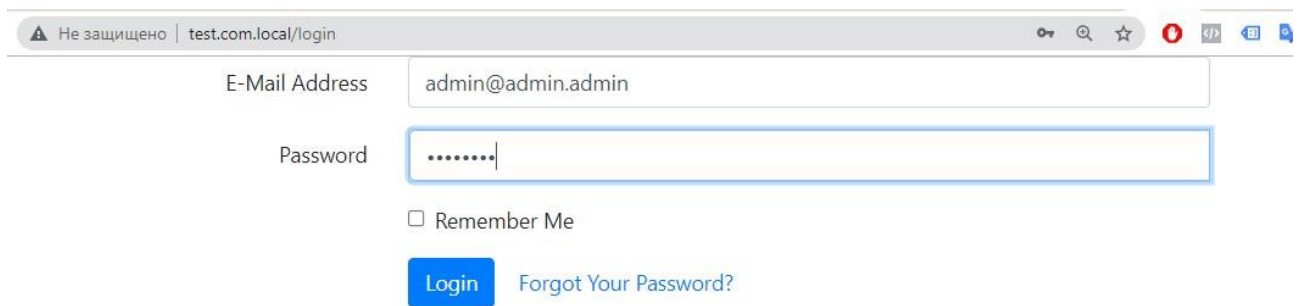 Не защищено | test.com.local/login
E-Mail Address admin@admin.admin
Password ••••••••
Remember Me
Login Forgot Your Password?